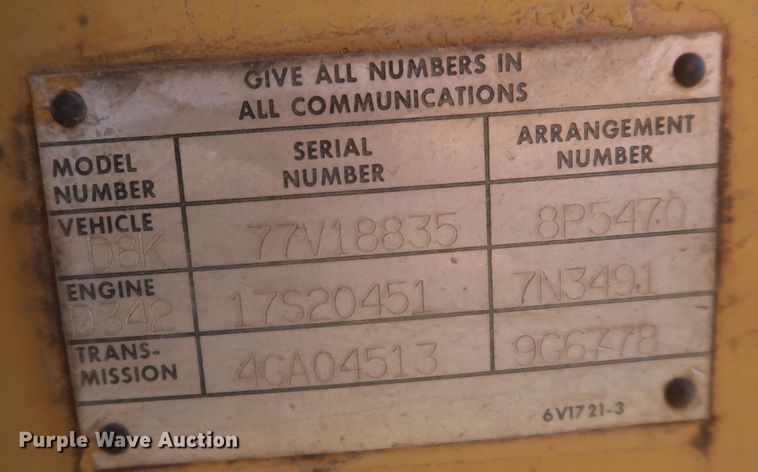 GIVE ALL NUMBERS IN
ALL COMMUNICATIONS
MODEL NUMBER SERIAL NUMBER ARRANGEMENT NUMBER
VEHICLE D8K 77V18835 8P5470
ENGINE D342 17S20451 7N3491
TRANS-MISSION 4GA04513 9G6778
6V1721-3
Purple Wave Auction